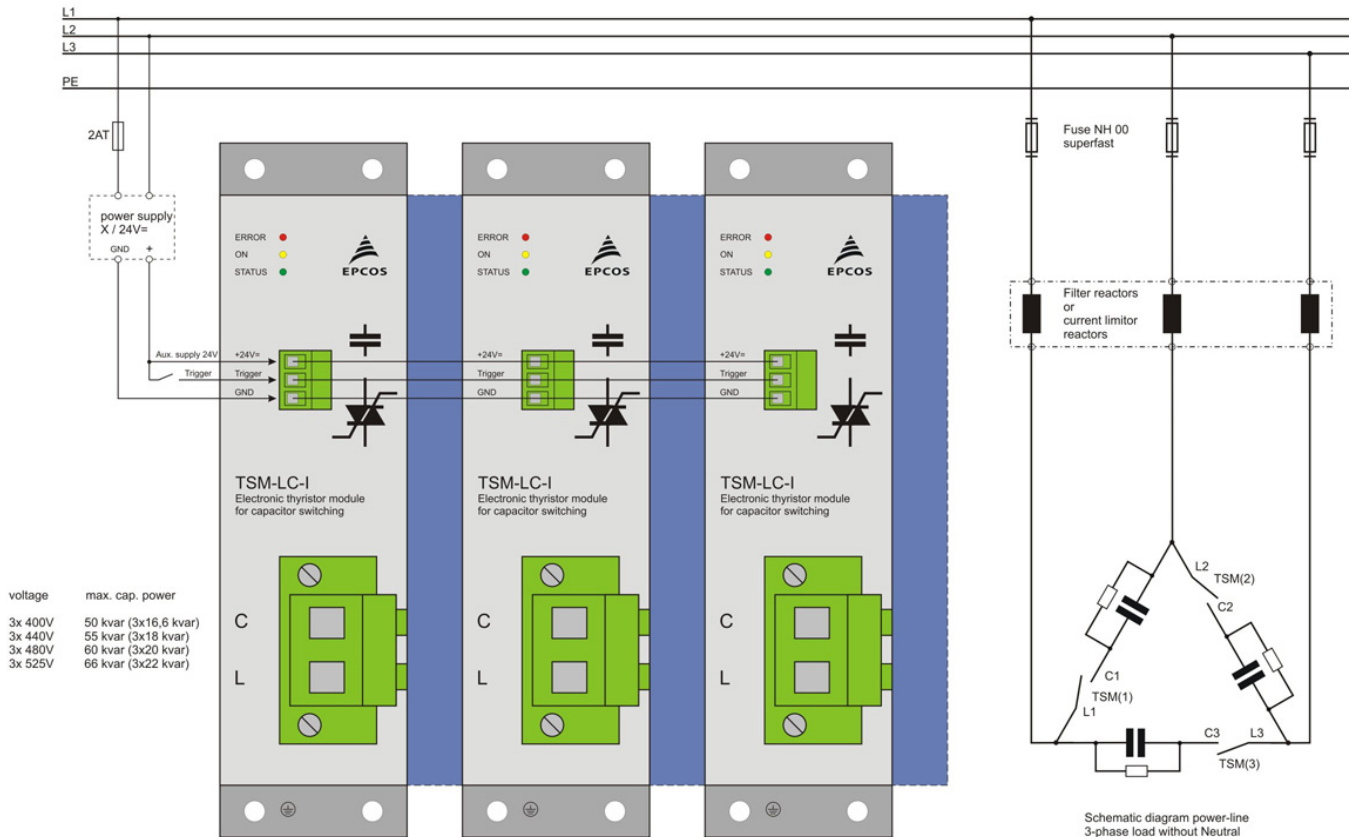 L1
L2
L3
PE
2AT
power supply
X / 24V=
GND +
Aux. supply 24V
Trigger
ERROR
ON
STATUS
EPCOS
+24V=
Trigger
GND
TSM-LC-I
Electronic thyristor module
for capacitor switching
C
L
ERROR
ON
STATUS
EPCOS
+24V=
Trigger
GND
TSM-LC-I
Electronic thyristor module
for capacitor switching
C
L
ERROR
ON
STATUS
EPCOS
+24V=
Trigger
GND
TSM-LC-I
Electronic thyristor module
for capacitor switching
C
L
voltage max. cap. power
3x 400V 50 kvar (3x16,6 kvar)
3x 440V 55 kvar (3x18 kvar)
3x 480V 60 kvar (3x20 kvar)
3x 525V 66 kvar (3x22 kvar)
Fuse NH 00
superfast
Filter reactors
or
current limitor
reactors
L2
TSM(2)
C2
C1
TSM(1)
L1
C3 L3
TSM(3)
Schematic diagram power-line
3-phase load without Neutral